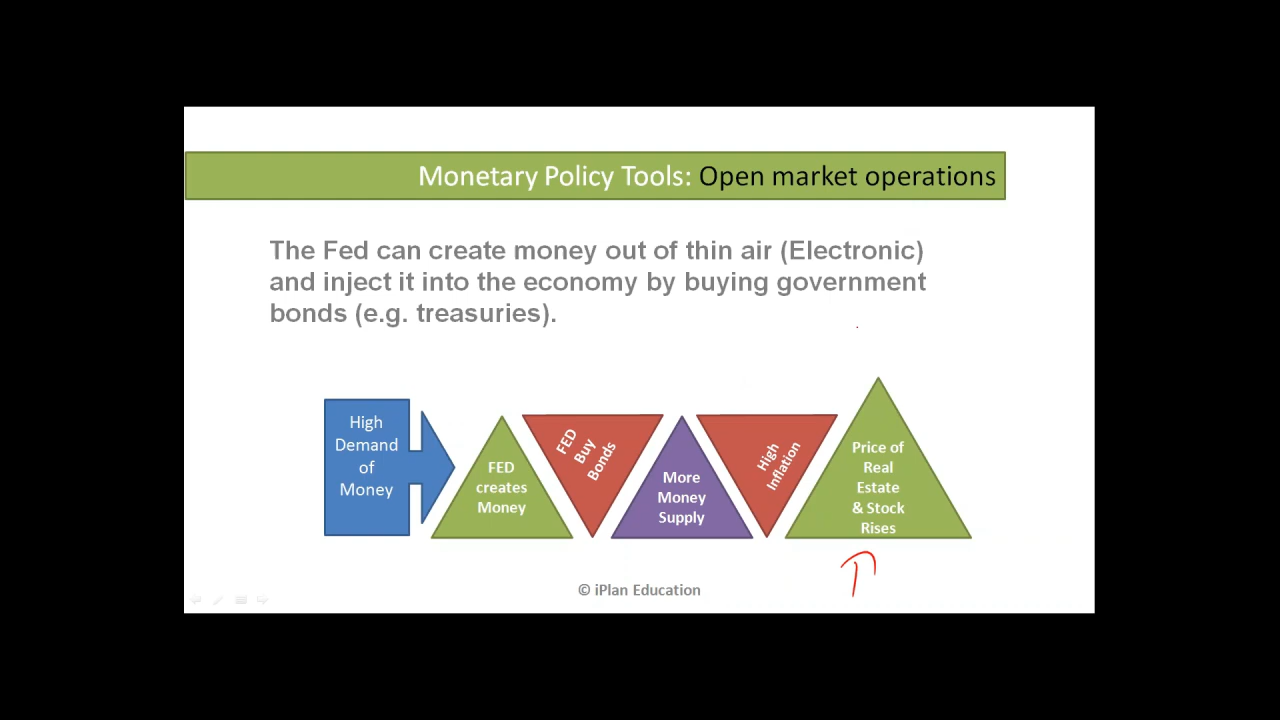 Monetary Policy Tools: Open market operations
The Fed can create money out of thin air (Electronic)
and inject it into the economy by buying government
bonds (e.g. treasuries).
High
Demand
of
Money
FED
creates
Money
FED
Buy
Bonds
More
Money
Supply
High
Inflation
Price of
Real
Estate
& Stock
Rises
© iPlan Education